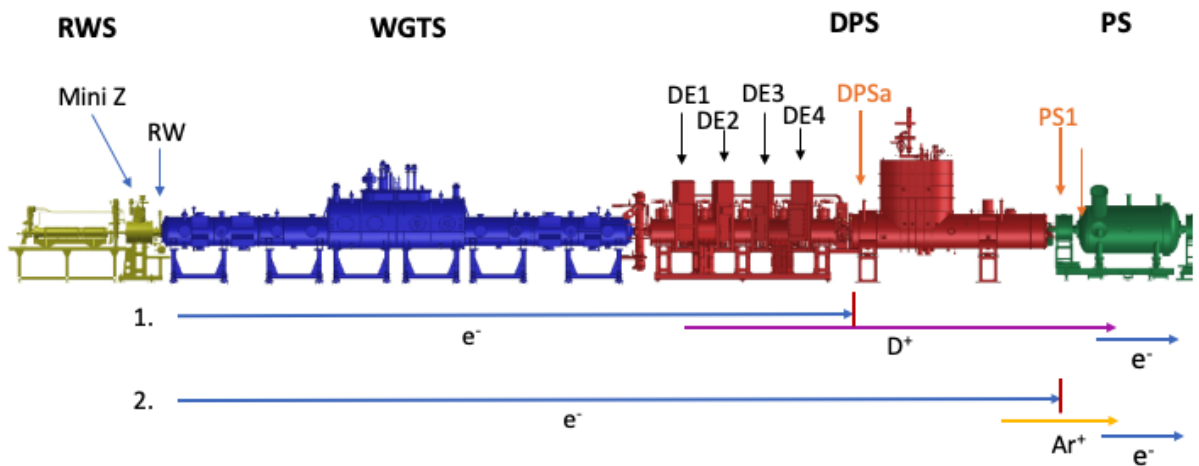 RWS WGTS DPS PS
Mini Z
RW
DE1 DE2 DE3 DE4
DPSa
PS1
1. e⁻
D⁺
e⁻
2. e⁻
Ar⁺
e⁻